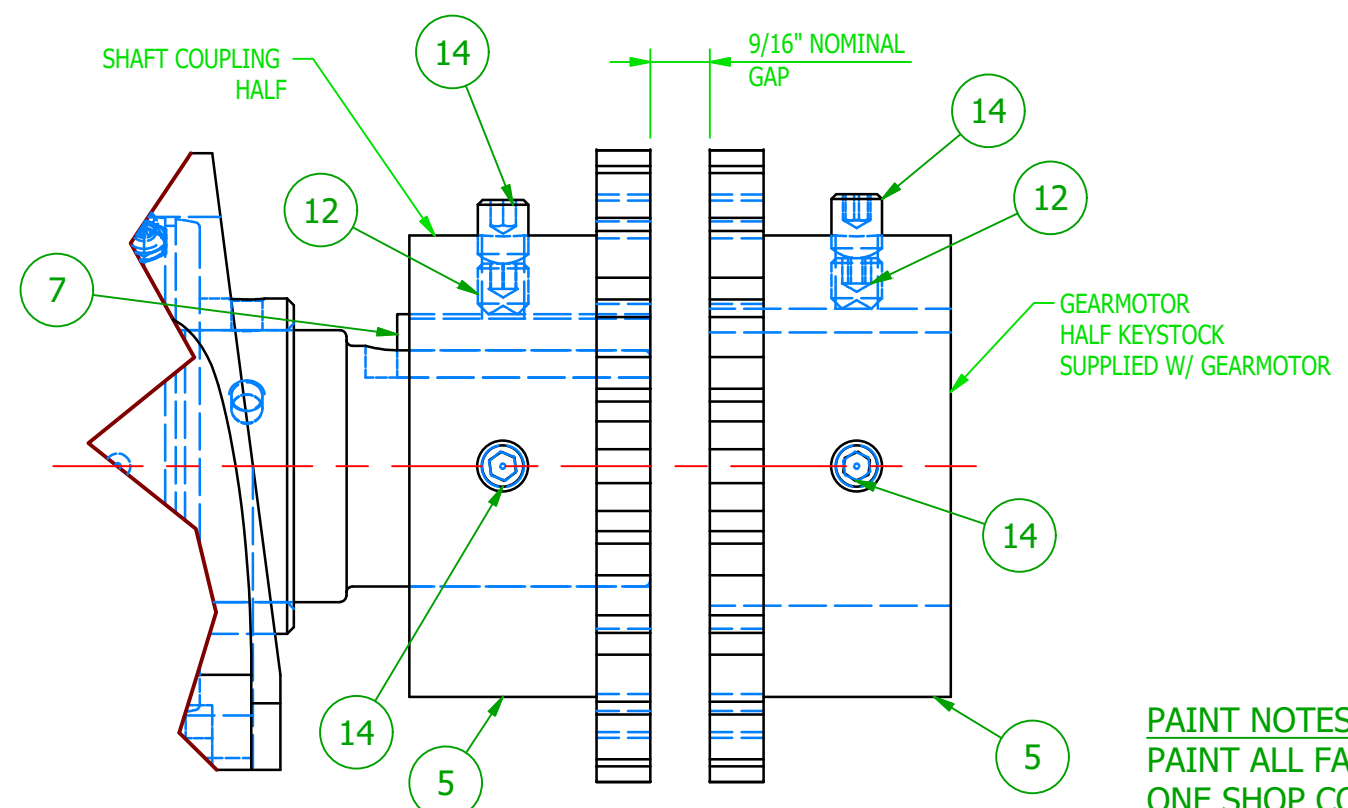 SHAFT COUPLING
HALF
14
9/16" NOMINAL
GAP
14
12
12
7
GEARMOTOR
HALF KEYSTOCK
SUPPLIED W/ GEARMOTOR
14
14
5
5
PAINT NOTES
PAINT ALL FA
ONE SHOP CO